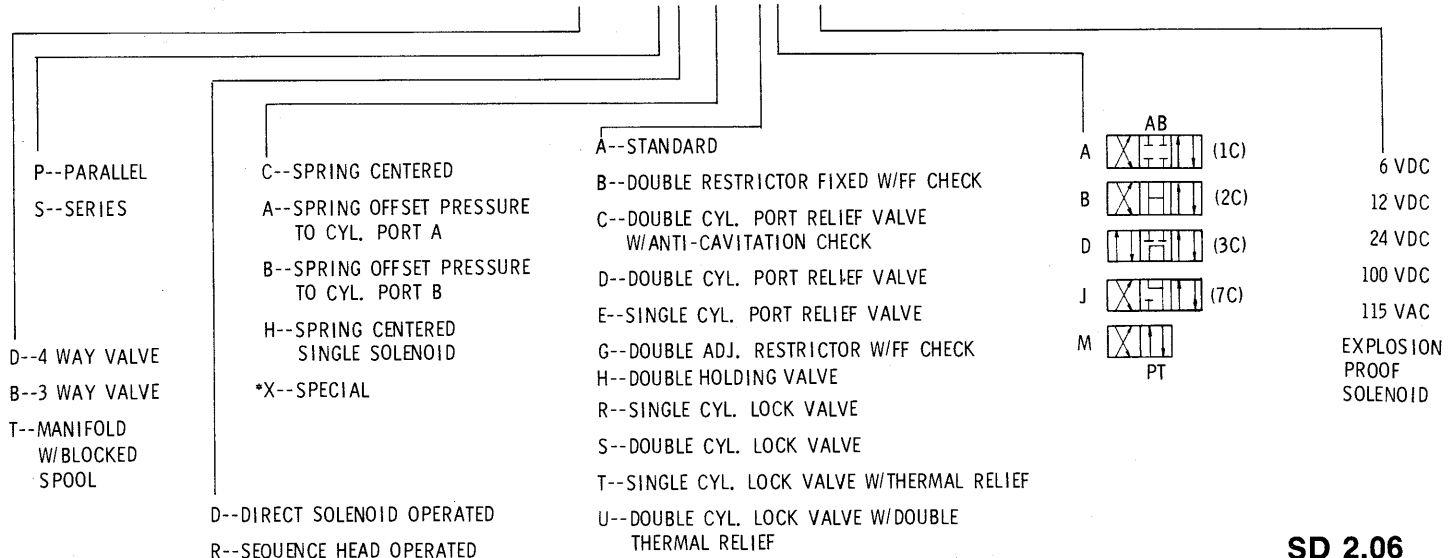 P--PARALLEL
S--SERIES
D--4 WAY VALVE
B--3 WAY VALVE
T--MANIFOLD
W/BLOCKED
SPOOL
C--SPRING CENTERED
A--SPRING OFFSET PRESSURE
TO CYL. PORT A
B--SPRING OFFSET PRESSURE
TO CYL. PORT B
H--SPRING CENTERED
SINGLE SOLENOID
*X--SPECIAL
D--DIRECT SOLENOID OPERATED
R--SEQUENCE HEAD OPERATED
A--STANDARD
B--DOUBLE RESTRICTOR FIXED W/FF CHECK
C--DOUBLE CYL. PORT RELIEF VALVE
W/ANTI-CAVITATION CHECK
D--DOUBLE CYL. PORT RELIEF VALVE
E--SINGLE CYL. PORT RELIEF VALVE
G--DOUBLE ADJ. RESTRICTOR W/FF CHECK
H--DOUBLE HOLDING VALVE
R--SINGLE CYL. LOCK VALVE
S--DOUBLE CYL. LOCK VALVE
T--SINGLE CYL. LOCK VALVE W/THERMAL RELIEF
U--DOUBLE CYL. LOCK VALVE W/DOUBLE
THERMAL RELIEF
AB
A (1C)
B (2C)
D (3C)
J (7C)
M
PT
6 VDC
12 VDC
24 VDC
100 VDC
115 VAC
EXPLOSION
PROOF
SOLENOID
SD 2.06